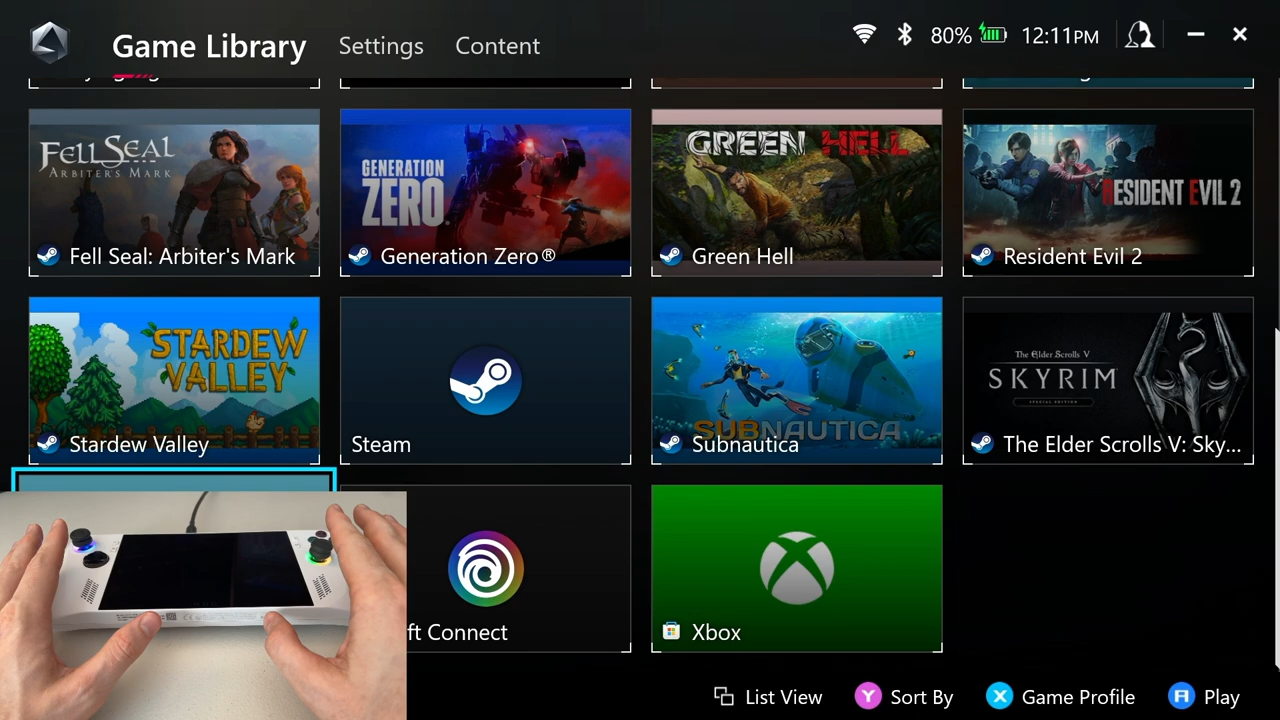 Game Library
Settings
Content
80%
12:11PM
FELL SEAL
ARBITER'S MARK
Fell Seal: Arbiter's Mark
GENERATION
ZERO
Generation Zero®
GREEN HELL
Green Hell
RESIDENT EVIL 2
Resident Evil 2
STARDEW
VALLEY
Stardew Valley
Steam
SUBNAUTICA
Subnautica
The Elder Scrolls V
SKYRIM
SPECIAL EDITION
The Elder Scrolls V: Sky...
ft Connect
Xbox
List View
Y Sort By
X Game Profile
A Play